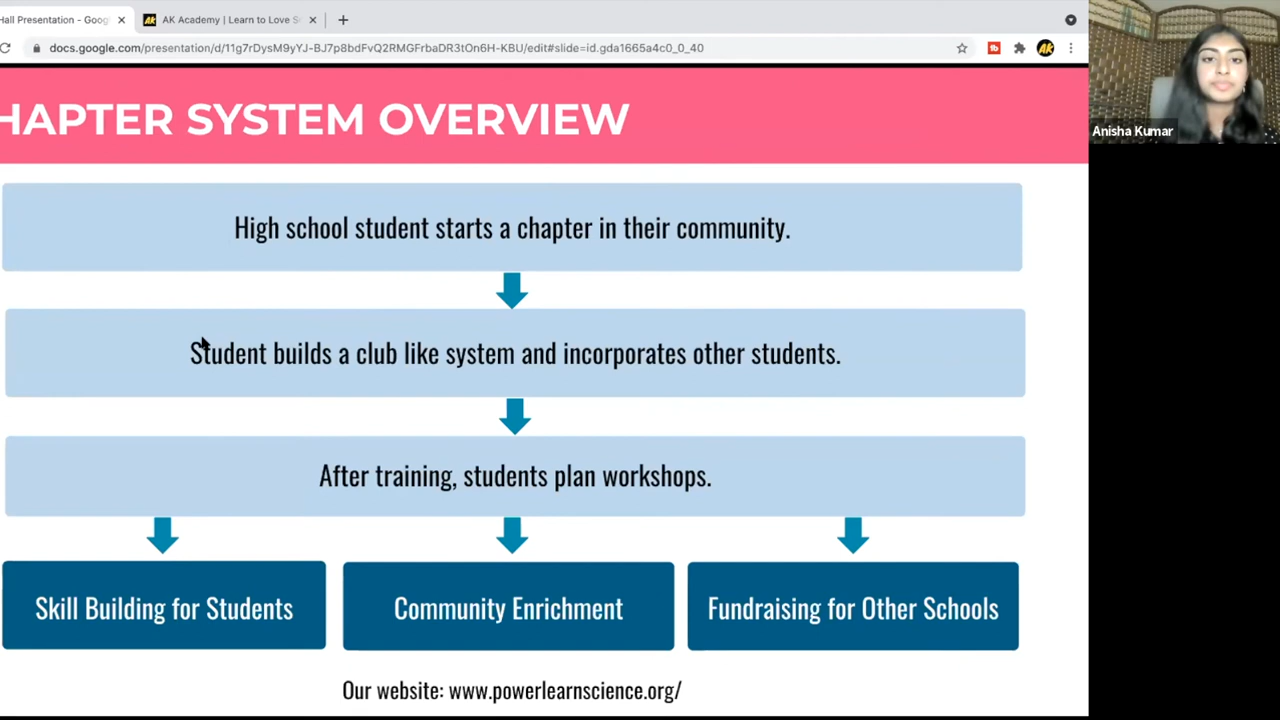 Hall Presentation - Goog
AK Academy | Learn to Love S
docs.google.com/presentation/d/11g7rDysM9yYJ-BJ7p8bdFvQ2RMGFrbaDR3tOn6H-KBU/edit#slide=id.gda1665a4c0_0_40
AK
HAPTER SYSTEM OVERVIEW
Anisha Kumar
High school student starts a chapter in their community.
Student builds a club like system and incorporates other students.
After training, students plan workshops.
Skill Building for Students
Community Enrichment
Fundraising for Other Schools
Our website: www.powerlearnscience.org/